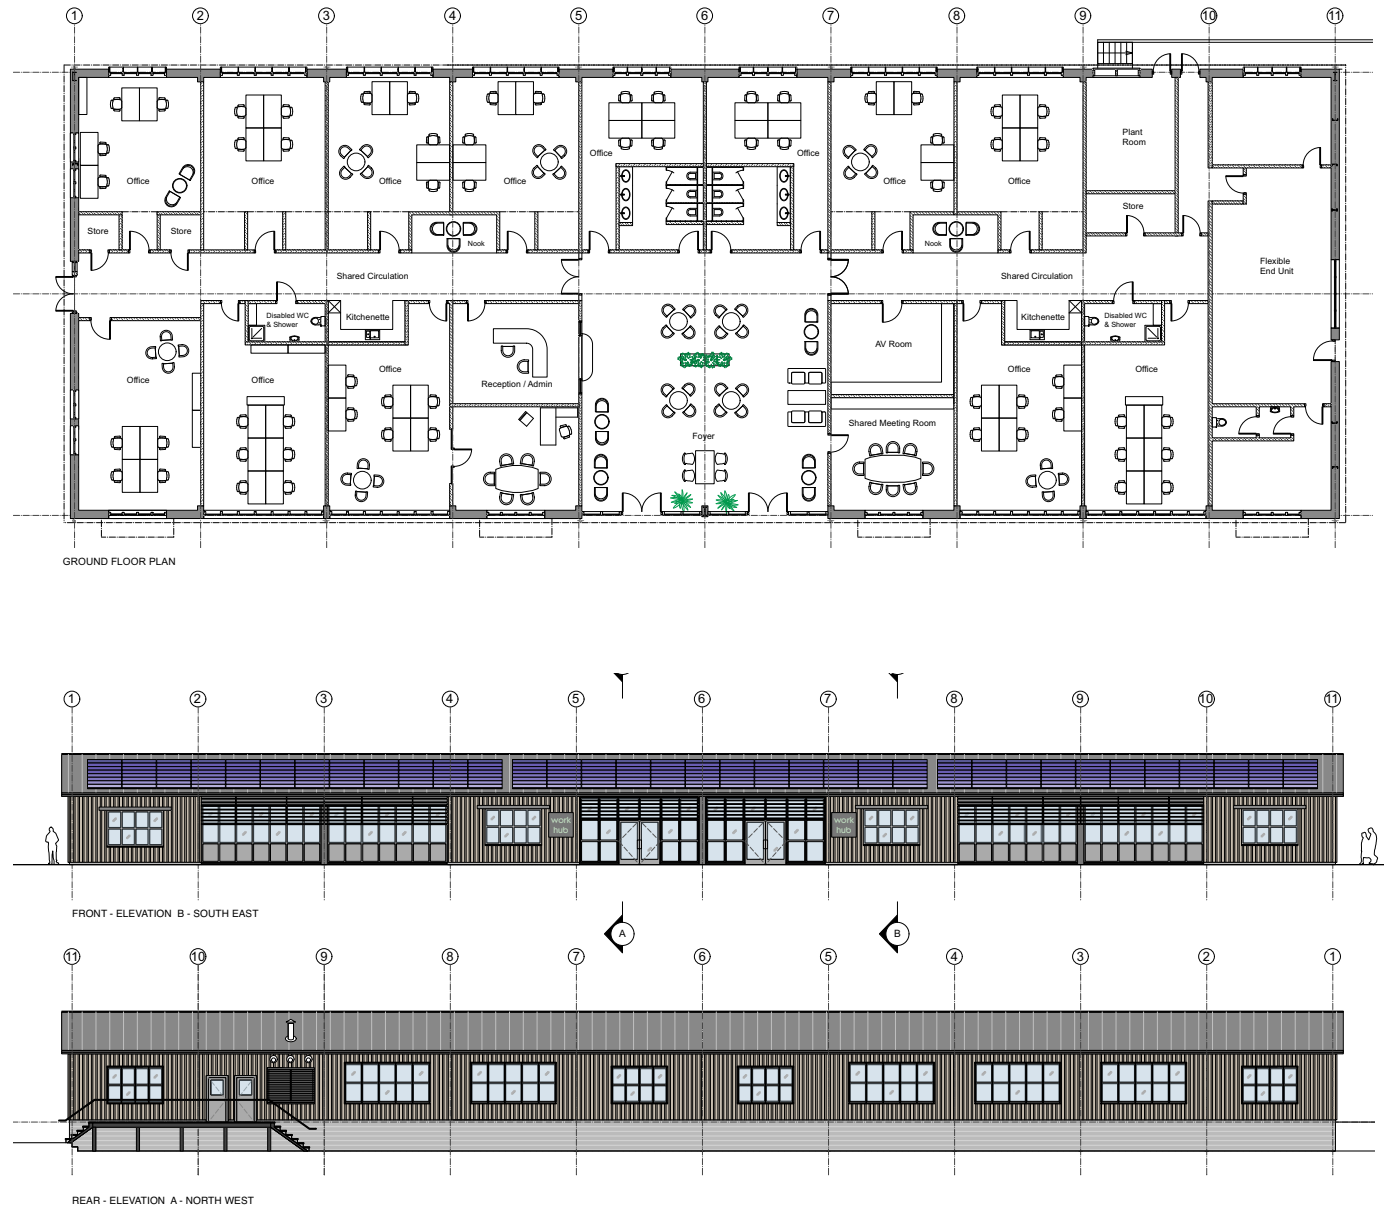 1 2 3 4 5 6 7 8 9 10 11
Plant
Room
Office Office
Office Office Office Office Office Office
Store
Store Store
Nook Nook
Flexible
End Unit
Shared Circulation Shared Circulation
Disabled WC
& Shower
Kitchenette
Kitchenette
Disabled WC
& Shower
AV Room
Office
Office
Office
Reception / Admin
Office
Office
Shared Meeting Room
Foyer
GROUND FLOOR PLAN
1 2 3 4 5 6 7 8 9 10 11
work
hub
work
hub
FRONT - ELEVATION B - SOUTH EAST
A B
11 10 9 8 7 6 5 4 3 2 1
REAR - ELEVATION A - NORTH WEST